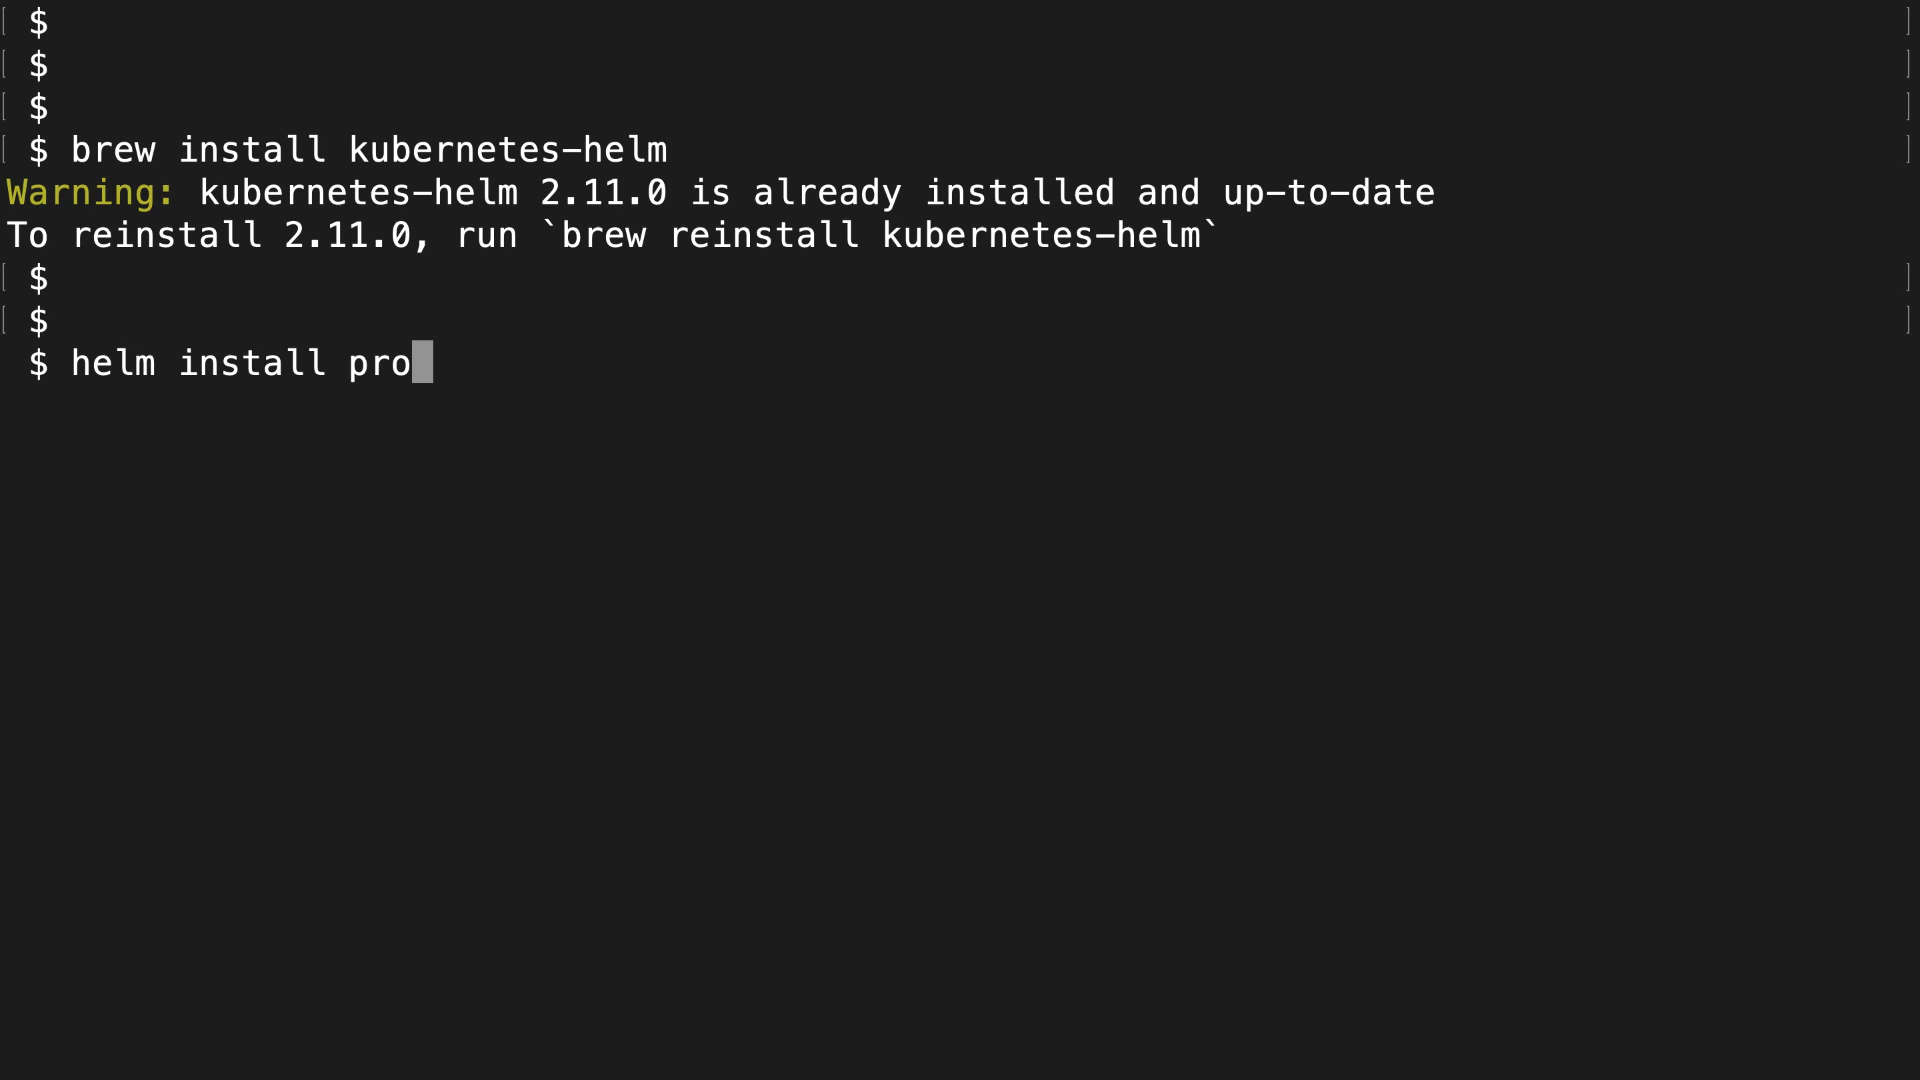 [ $ ]
[ $ ]
[ $ ]
[ $ brew install kubernetes-helm ]
Warning: kubernetes-helm 2.11.0 is already installed and up-to-date
To reinstall 2.11.0, run `brew reinstall kubernetes-helm`
[ $ ]
[ $ ]
$ helm install pro